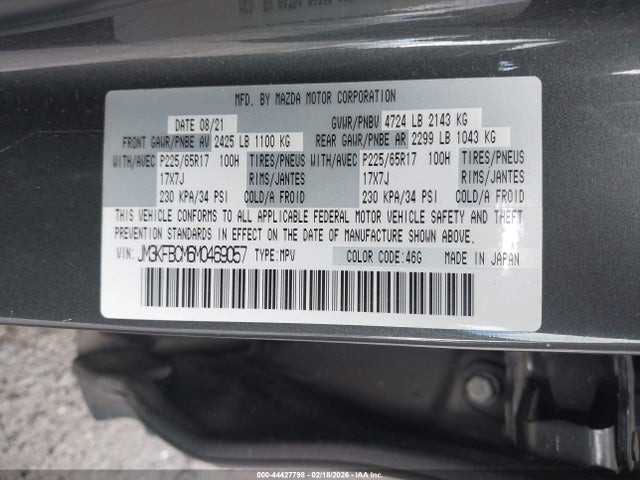 MFD. BY MAZDA MOTOR CORPORATION
DATE 08/21 GVWR/PNBV 4724 LB 2143 KG
FRONT GAWR/PNBE AV 2425 LB 1100 KG REAR GAWR/PNBE AR 2299 LB 1043 KG
WITH/AVEC P225/65R17 100H TIRES/PNEUS WITH/AVEC P225/65R17 100H TIRES/PNEUS
17X7J RIMS/JANTES 17X7J RIMS/JANTES
230 KPA/34 PSI COLD/A FROID 230 KPA/34 PSI COLD/A FROID
THIS VEHICLE CONFORMS TO ALL APPLICABLE FEDERAL MOTOR VEHICLE SAFETY AND THEFT
PREVENTION STANDARDS IN EFFECT ON THE DATE OF MANUFACTURE SHOWN ABOVE.
VIN: JM3KFBCM6M0469057 TYPE:MPV COLOR CODE:46G MADE IN JAPAN
000-44427798 - 02/18/2026 - IAA Inc.